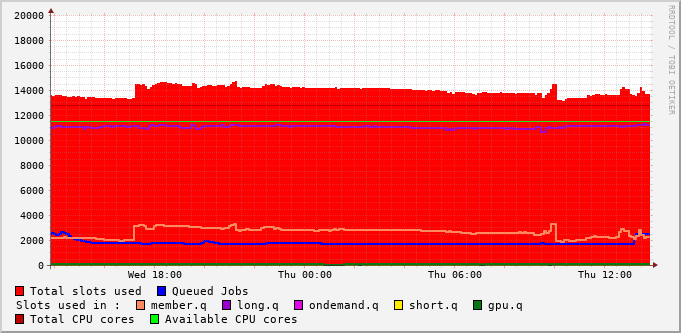 20000
18000
16000
14000
12000
10000
8000
6000
4000
2000
0
Wed 18:00 Thu 00:00 Thu 06:00 Thu 12:00
RRDTOOL / TOBI OETIKER
Total slots used Queued Jobs
Slots used in : member.q long.q ondemand.q short.q gpu.q
Total CPU cores Available CPU cores